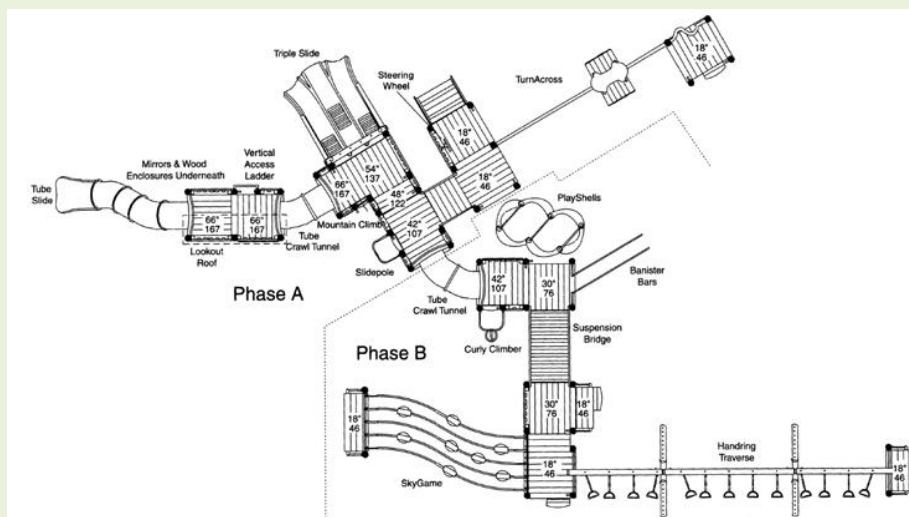 18"
46
Triple Slide
Steering
Wheel
TurnAcross
18"
46
Vertical
Access
Ladder
Mirrors & Wood
Enclosures Underneath
54"
137
66"
167
48"
122
18"
46
Tube
Slide
66"
167
66"
167
Mountain Climb
42"
107
PlayShells
Tube
Crawl Tunnel
Lookout
Roof
Slidepole
Phase A
42"
107
30"
76
Banister
Bars
Tube
Crawl Tunnel
Suspension
Bridge
Curly Climber
Phase B
18"
46
30"
76
18"
46
Handring
Traverse
18"
46
18"
46
SkyGame